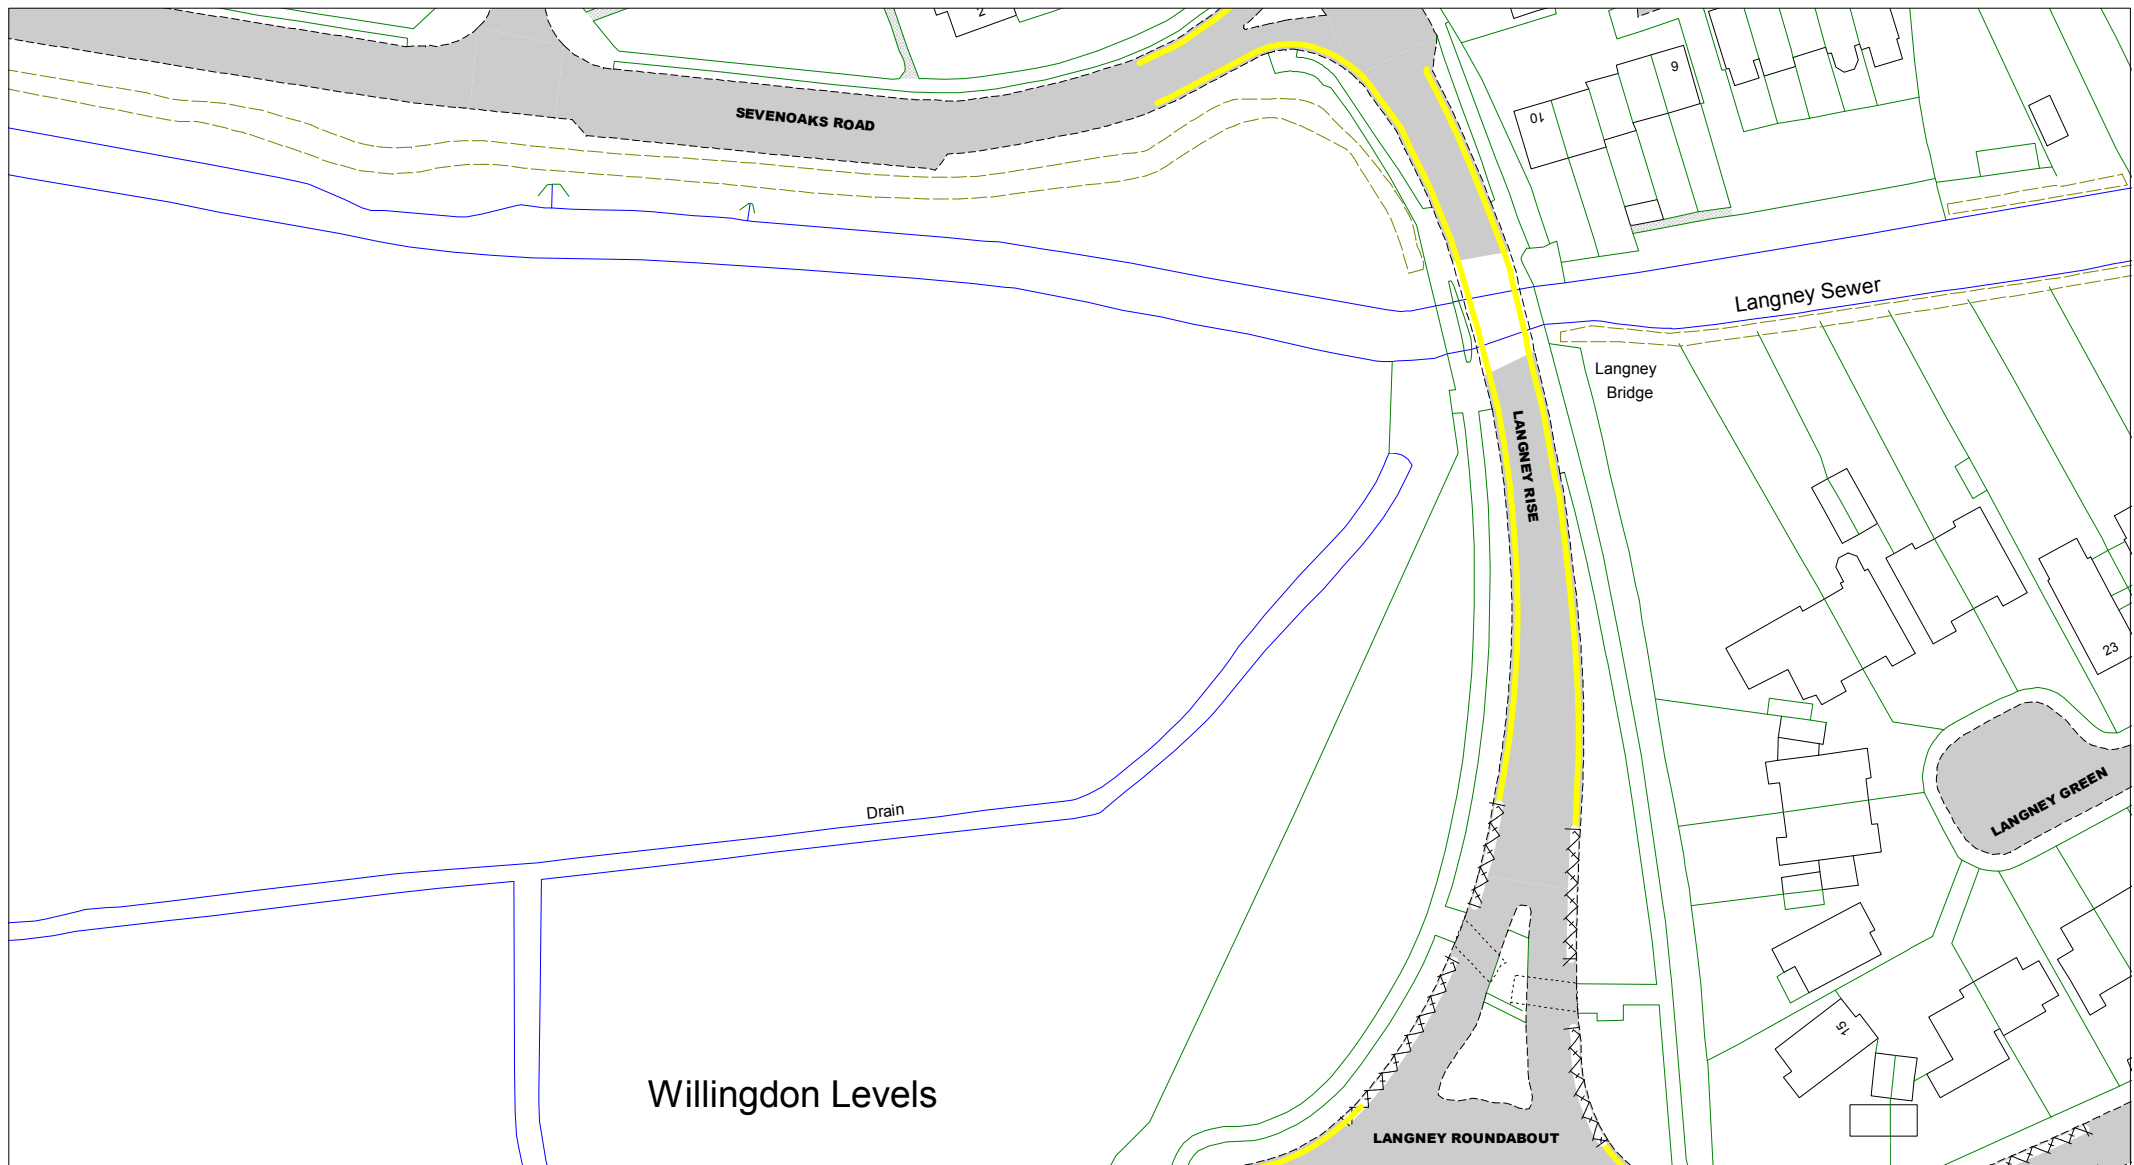 2
9
10
SEVENOAKS ROAD
Langney Sewer
Langney
Bridge
LANGNEY RISE
23
LANGNEY GREEN
Drain
15
Willingdon Levels
LANGNEY ROUNDABOUT